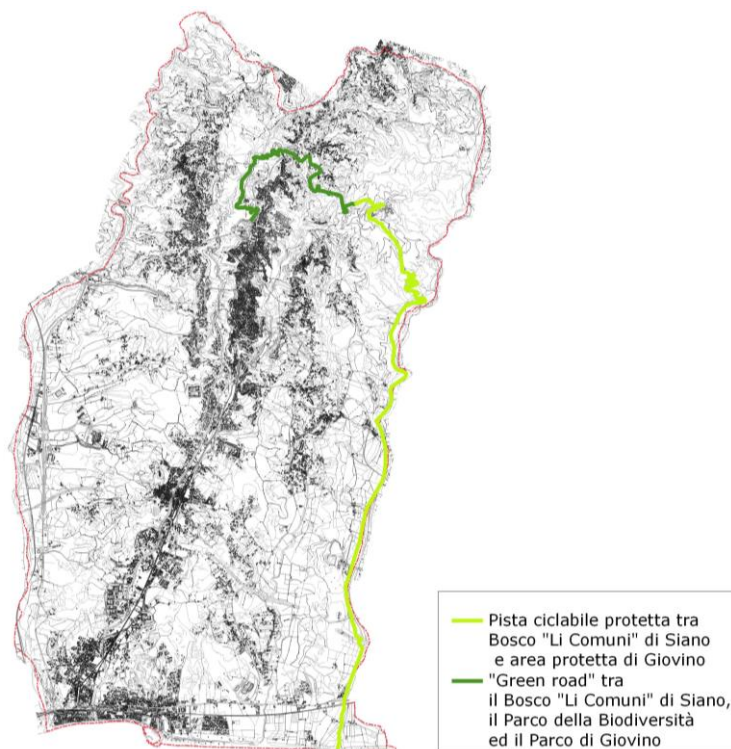 Pista ciclabile protetta tra
Bosco "Li Comuni" di Siano
e area protetta di Giovino
"Green road" tra
il Bosco "Li Comuni" di Siano,
il Parco della Biodiversità
ed il Parco di Giovino